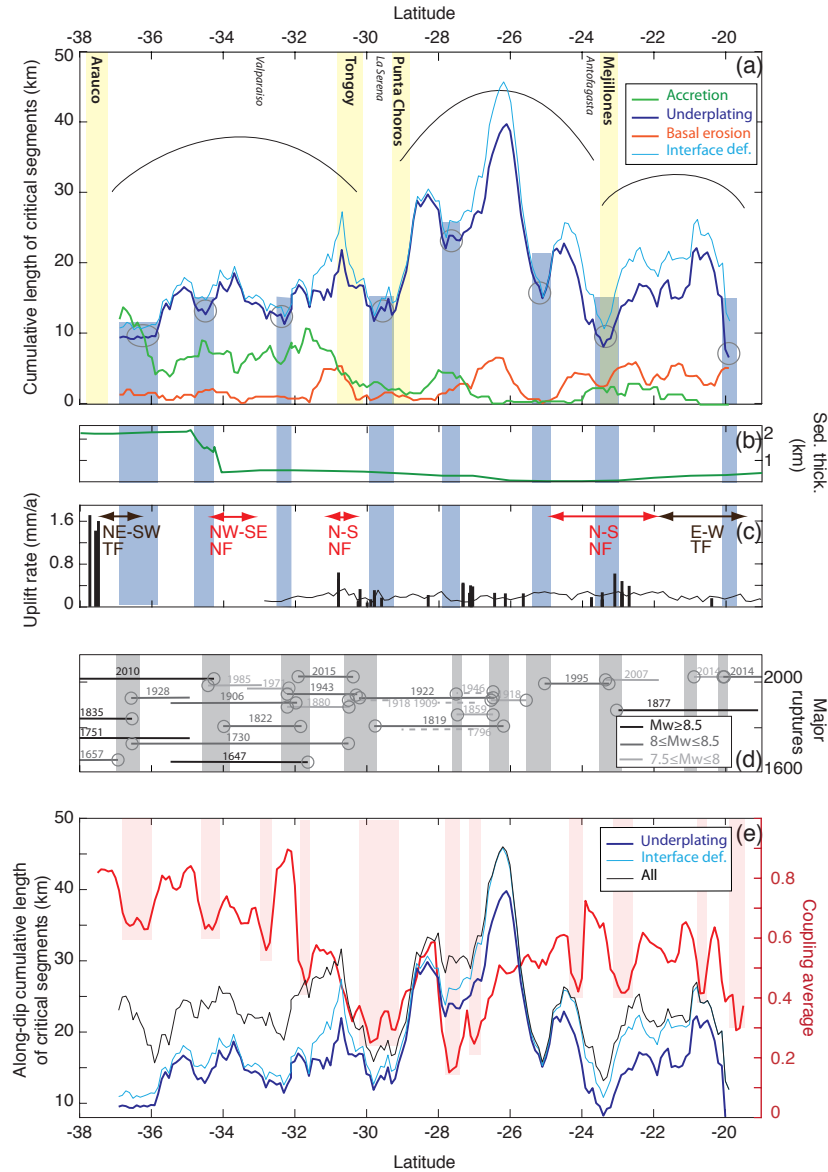 Latitude
-38 -36 -34 -32 -30 -28 -26 -24 -22 -20
50
40
30
20
10
0
Cumulative length of critical segments (km)
Arauco
Valparaiso
Tongoy
La Serena
Punta Choros
Antofagasta
Mejillones
(a)
Accretion
Underplating
Basal erosion
Interface def.
(b)
2
1
Sed. thick.
(km)
1.6
0.8
0
Uplift rate (mm/a)
NE-SW
TF
NW-SE
NF
N-S
NF
N-S
NF
E-W
TF
(c)
2010
1985
1971
2015
1928
1906
1943
1922
1946
1995
2007
2014
2014
1880
1918
1909
1918
1877
1835
1822
1859
1819
1751
1730
1796
1657
1647
(d)
2000
1600
Major
ruptures
Mw≥8.5
8≤Mw≤8.5
7.5≤Mw≤8
50
40
30
20
10
Along-dip cumulative length
of critical segments (km)
(e)
Underplating
Interface def.
All
0.8
0.6
0.4
0.2
0
Coupling average
-38 -36 -34 -32 -30 -28 -26 -24 -22 -20
Latitude